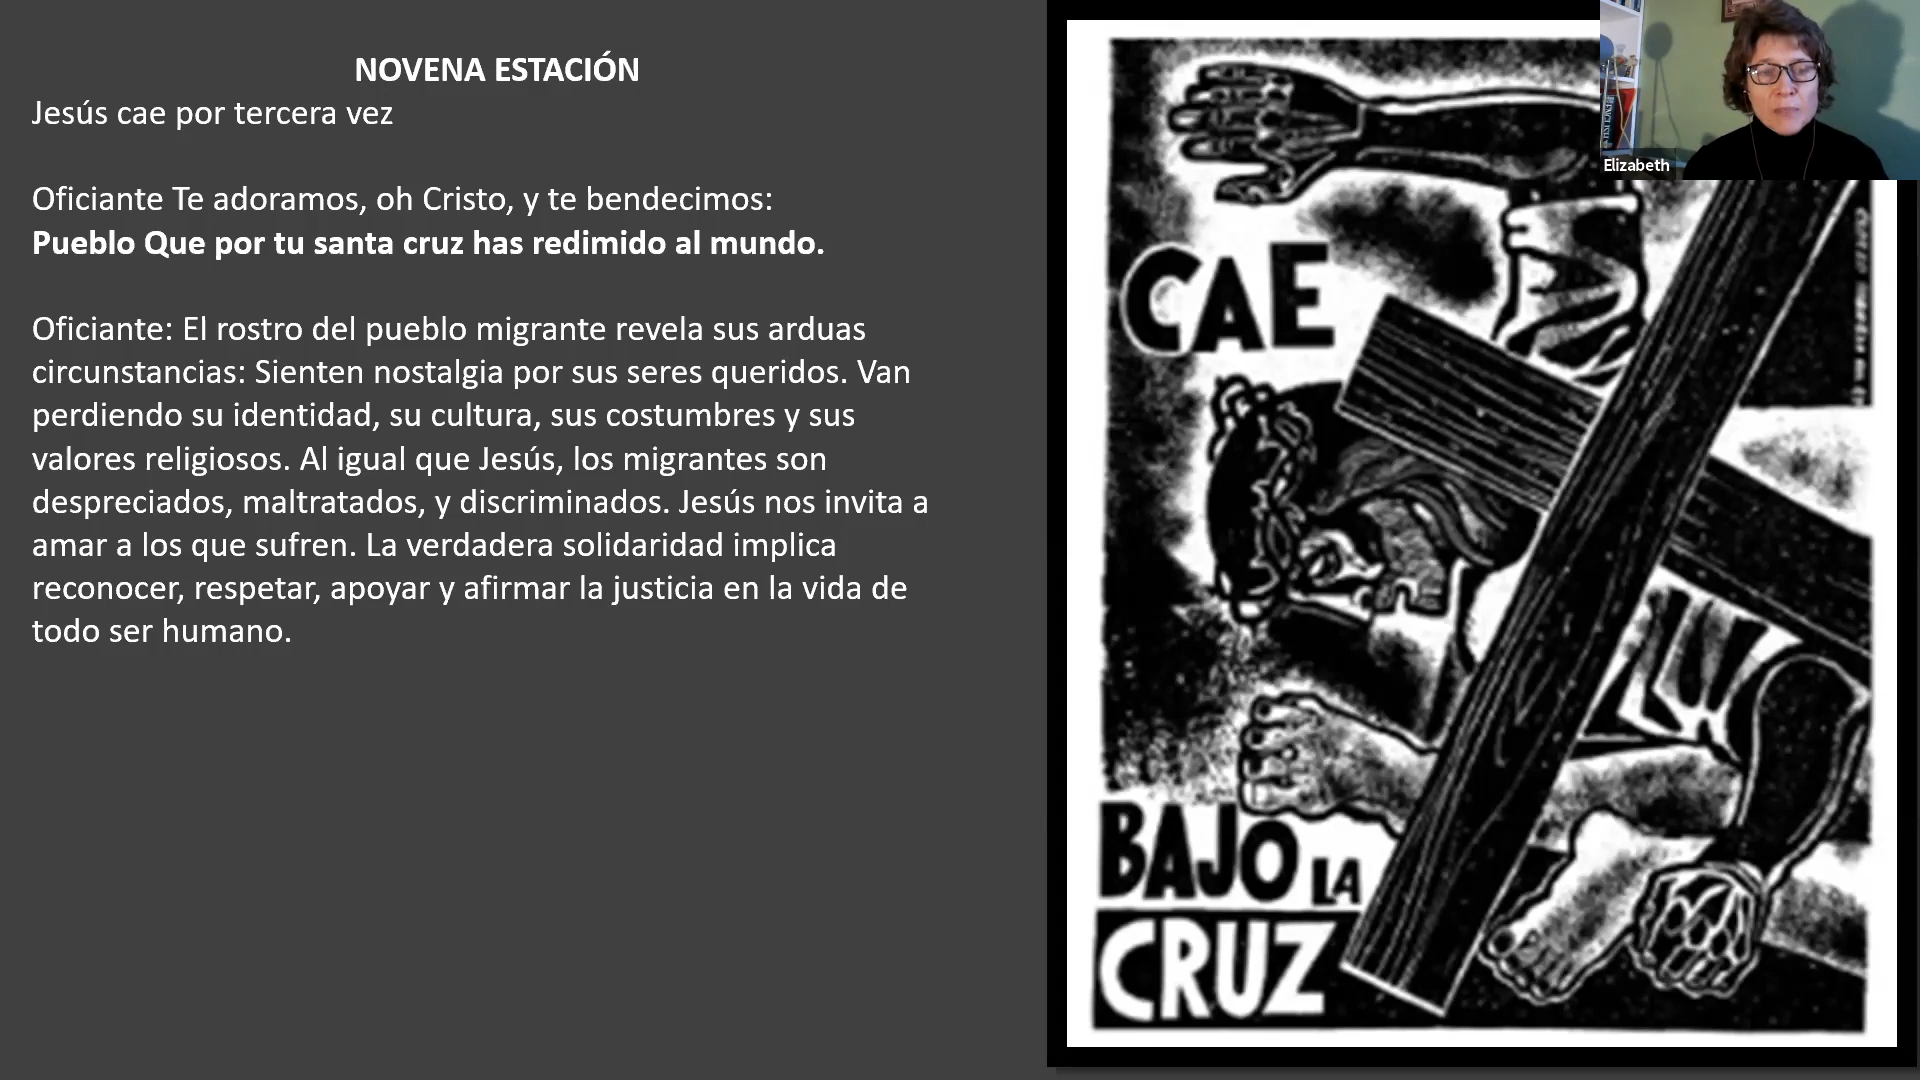 NOVENA ESTACIÓN
Jesús cae por tercera vez
Oficiante Te adoramos, oh Cristo, y te bendecimos:
Pueblo Que por tu santa cruz has redimido al mundo.
Oficiante: El rostro del pueblo migrante revela sus arduas
circunstancias: Sienten nostalgia por sus seres queridos. Van
perdiendo su identidad, su cultura, sus costumbres y sus
valores religiosos. Al igual que Jesús, los migrantes son
despreciados, maltratados, y discriminados. Jesús nos invita a
amar a los que sufren. La verdadera solidaridad implica
reconocer, respetar, apoyar y afirmar la justicia en la vida de
todo ser humano.
CAE
BAJO LA
CRUZ
Elizabeth